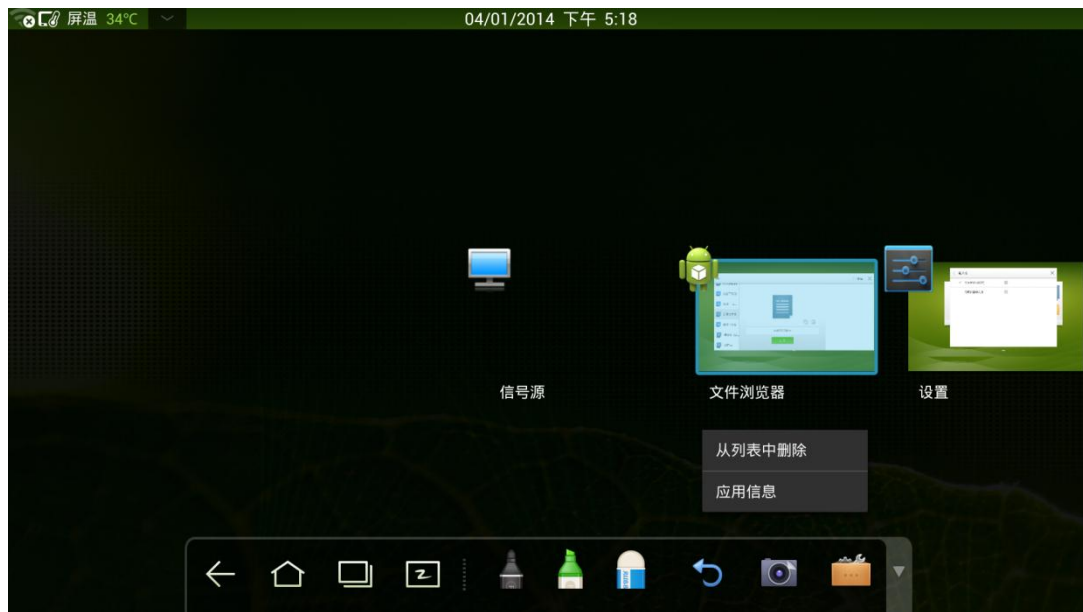 屏温 34℃
04/01/2014 下午 5:18
信号源
文件浏览器
设置
从列表中删除
应用信息